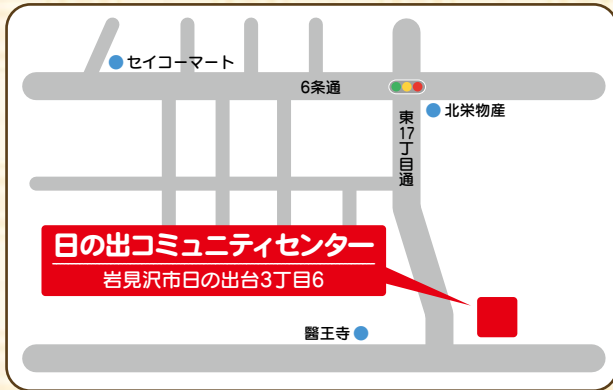 セイコーマート
6条通
北栄物産
東17丁目通
日の出コミュニティセンター
岩見沢市日の出台3丁目6
醫王寺